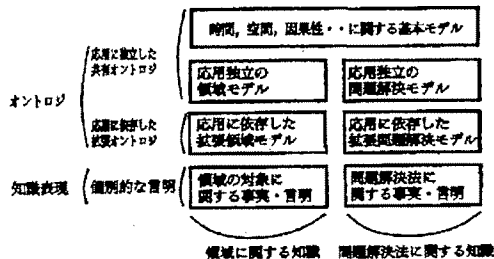 時間，空間，因果性・・に関する基本モデル
応用に独立した
共有オントロジ
応用独立の
領域モデル
応用独立の
問題解決モデル
オントロジ
応用に依存した
拡張オントロジ
応用に依存した
拡張領域モデル
応用に依存した
拡張問題解決モデル
知識表現
個別的な言明
領域の対象に
関する事実・言明
問題解決法に
関する事実・言明
領域に関する知識
問題解決法に関する知識